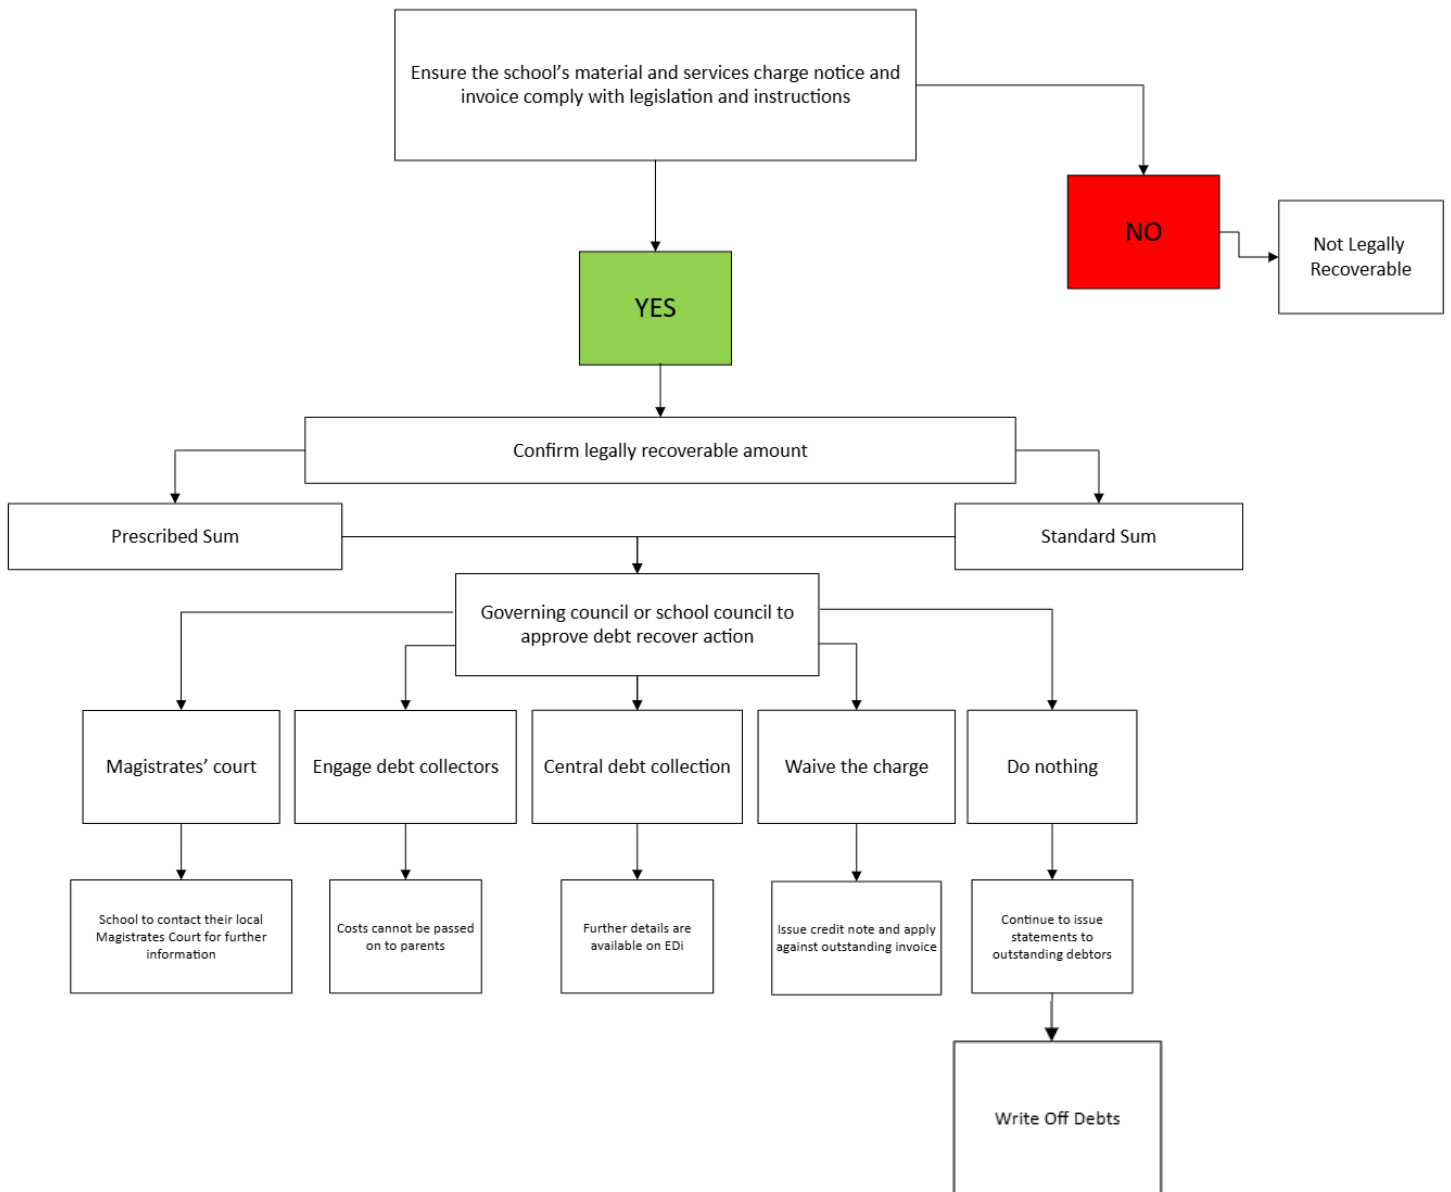 Ensure the school’s material and services charge notice and
invoice comply with legislation and instructions
NO
Not Legally
Recoverable
YES
Confirm legally recoverable amount
Prescribed Sum
Standard Sum
Governing council or school council to
approve debt recover action
Magistrates’ court
Engage debt collectors
Central debt collection
Waive the charge
Do nothing
School to contact their local
Magistrates Court for further
information
Costs cannot be passed
on to parents
Further details are
available on EDi
Issue credit note and apply
against outstanding invoice
Continue to issue
statements to
outstanding debtors
Write Off Debts